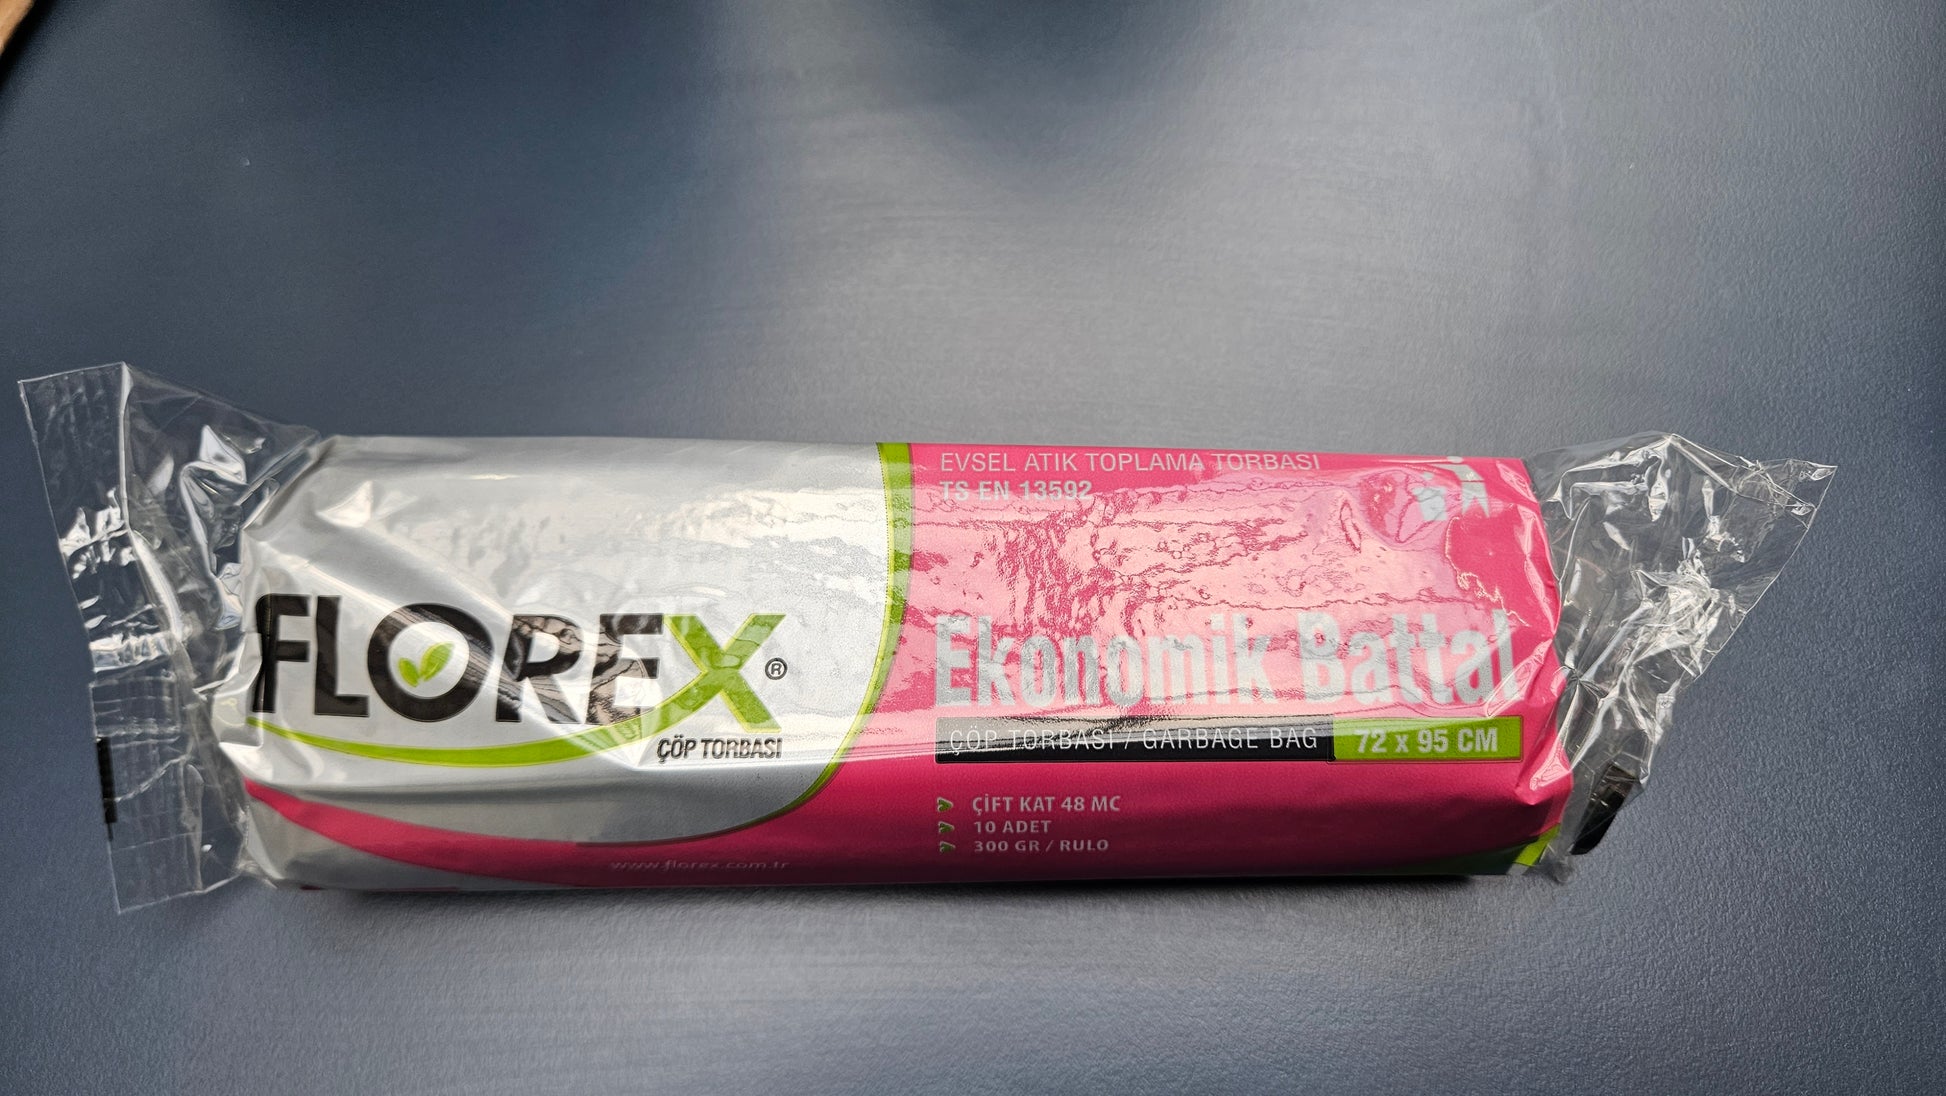 FLOREX®
ÇÖP TORBASI
www.florex.com.tr
EVSEL ATIK TOPLAMA TORBASI
TS EN 13592
Ekonomik Battal
ÇÖP TORBASI / GARBAGE BAG 72 x 95 CM
ÇİFT KAT 48 MC
10 ADET
300 GR / RULO